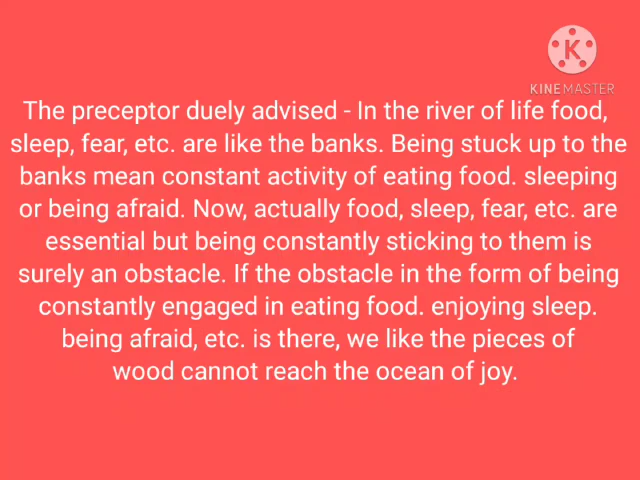 KINEMASTER
The preceptor duely advised - In the river of life food,
sleep, fear, etc. are like the banks. Being stuck up to the
banks mean constant activity of eating food. sleeping
or being afraid. Now, actually food, sleep, fear, etc. are
essential but being constantly sticking to them is
surely an obstacle. If the obstacle in the form of being
constantly engaged in eating food. enjoying sleep.
being afraid, etc. is there, we like the pieces of
wood cannot reach the ocean of joy.